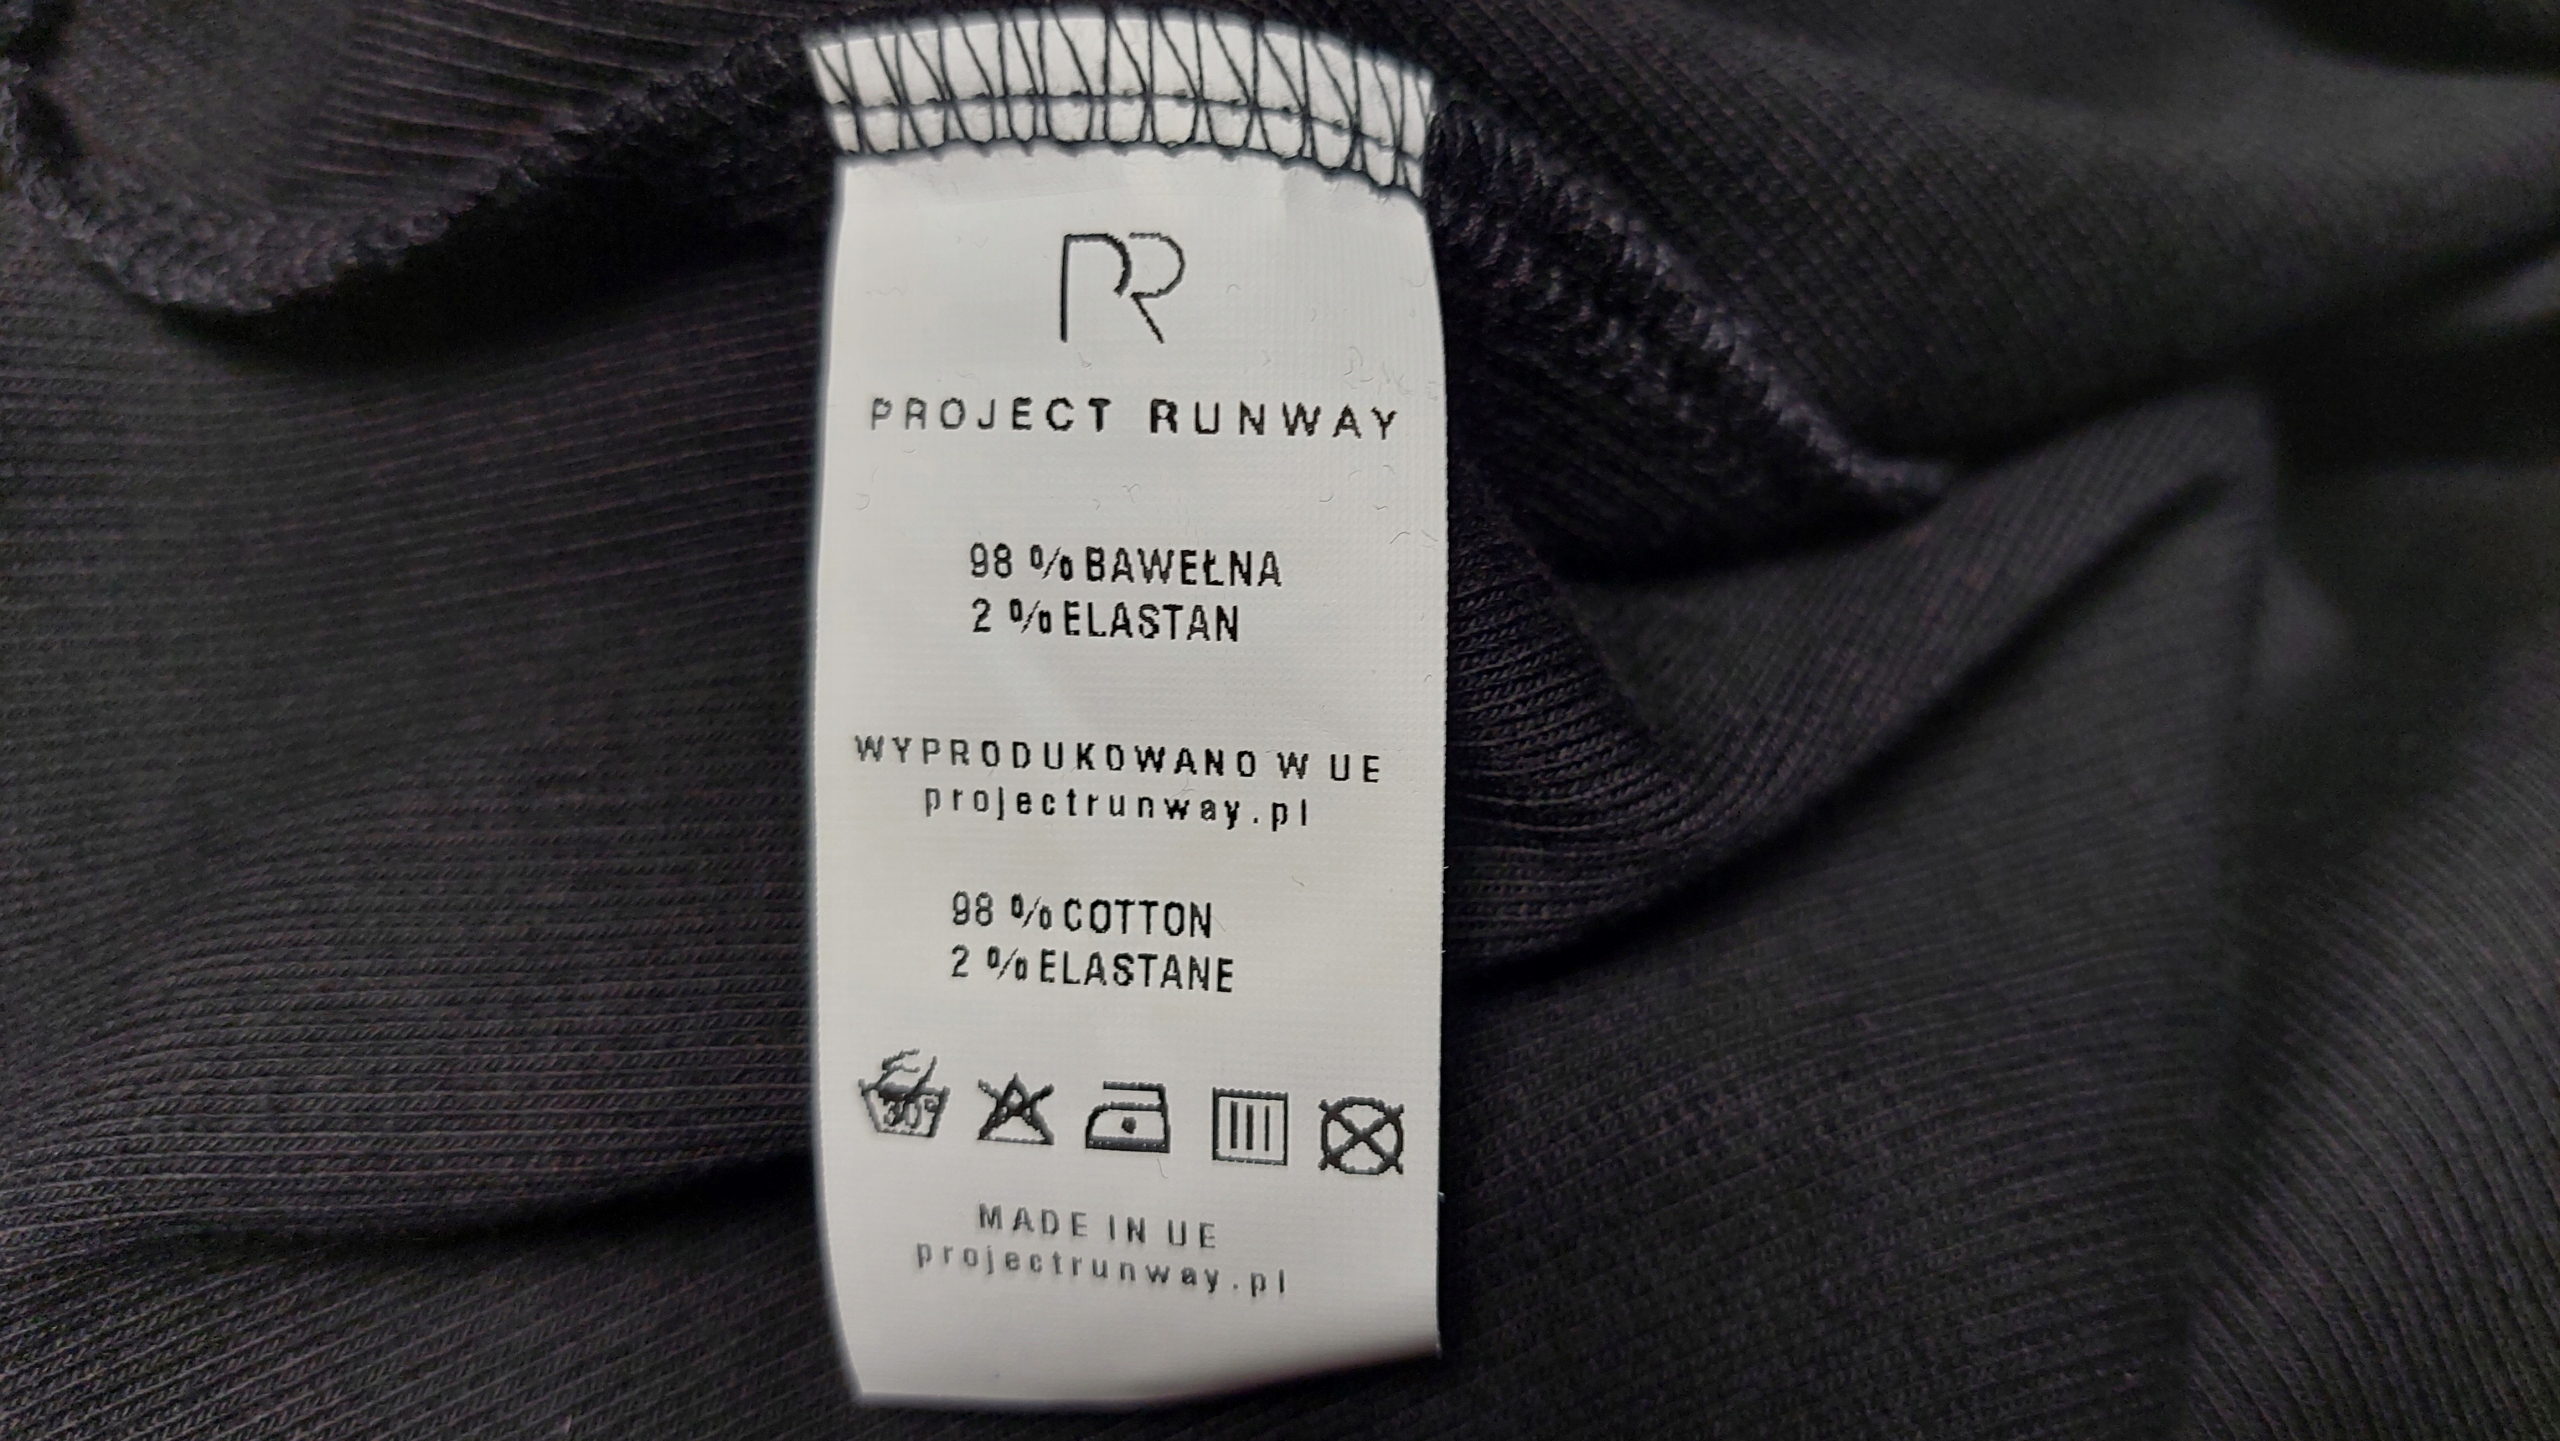 PR
PROJECT RUNWAY
98 % BAWEŁNA
2 % ELASTAN
WYPRODUKOWANO W UE
projectrunway.pl
98 % COTTON
2 % ELASTANE
30°
MADE IN UE
projectrunway.pl